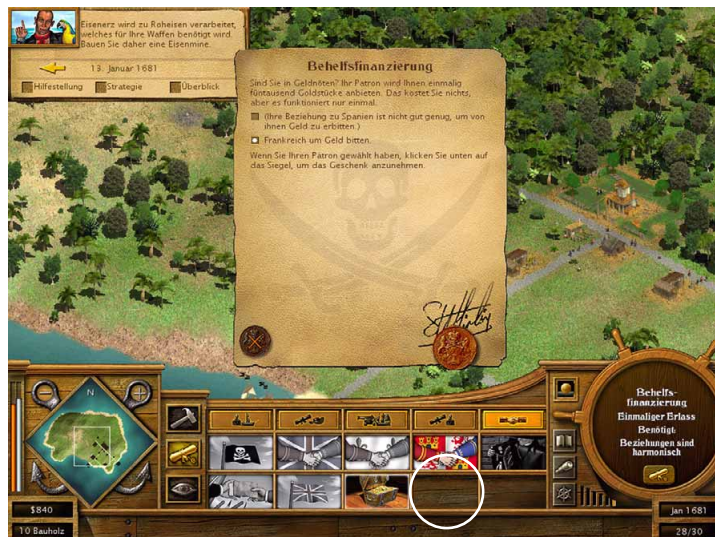 Eisenerz wird zu Roheisen verarbeitet,
welches für Ihre Waffen benötigt wird.
Bauen Sie daher eine Eisenmine.
13. Januar 1681
Hilfestellung
Strategie
Überblick
Behelfsfinanzierung
Sind Sie in Geldnöten? Ihr Patron wird Ihnen einmalig
füntausend Goldstücke anbieten. Das kostet Sie nichts,
aber es funktioniert nur einmal.
(Ihre Beziehung zu Spanien ist nicht gut genug, um von
ihnen Geld zu erbitten.)
Frankreich um Geld bitten.
Wenn Sie Ihren Patron gewählt haben, klicken Sie unten auf
das Siegel, um das Geschenk anzunehmen.
N
Behelfs-
finanzierung
Einmaliger Erlass
Benötigt:
Beziehungen sind
harmonisch
$840
10 Bauholz
Jan 1681
28/30